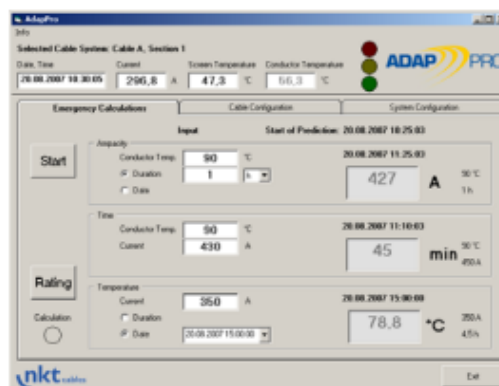 AdapPro
Info
Selected Cable System: Cable A, Section 1
Date, Time Current Screen Temperature Conductor Temperature
20.08.2007 10:30:05 296,8 A 47,3 °C 56,3 °C
ADAP PRO
Emergency Calculations Cable Configuration System Configuration
Input Start of Prediction: 20.08.2007 10:25:03
Start
Ampacity
Conductor Temp. 90 °C 20.08.2007 11:25:03
Duration 1 h 427 A 90 °C
Date 1 h
Time
Conductor Temp. 90 °C 20.08.2007 11:10:03
Current 430 A 45 min 90 °C
450 A
Rating
Temperature
Current 350 A 20.08.2007 15:00:00
Calculation Duration 78,8 °C 350 A
Date 20.08.2007 15:00:00 4,5 h
nkt cables Exit